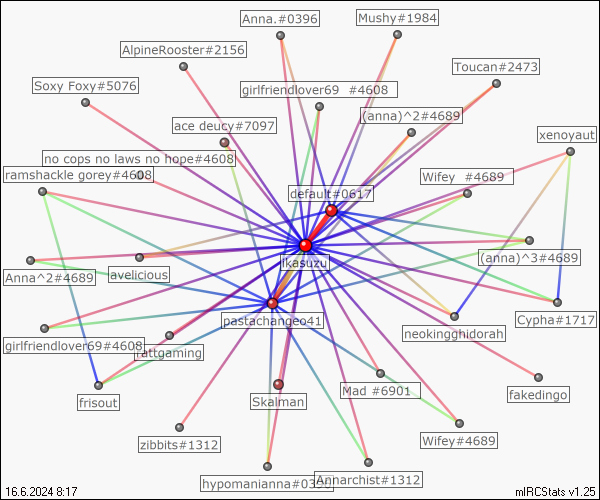 Anna.#0396
Mushy#1984
AlpineRooster#2156
Toucan#2473
Soxy Foxy#5076
girlfriendlover69 #4608
(anna)^2#4689
ace deucy#7097
xenoyaut
no cops no laws no hope#4608
ramshackle gorey#4608
Wifey #4689
default#0617
ikasuzu
(anna)^3#4689
Anna^2#4689
avelicious
Cypha#1717
pastachangeo41
neokingghidorah
girlfriendlover69#4608
rattgaming
Mad #6901
fakedingo
frisout
Skalman
zibbits#1312
Wifey#4689
hypomanianna#03
Annarchist#1312
16.6.2024 8:17
mIRCStats v1.25